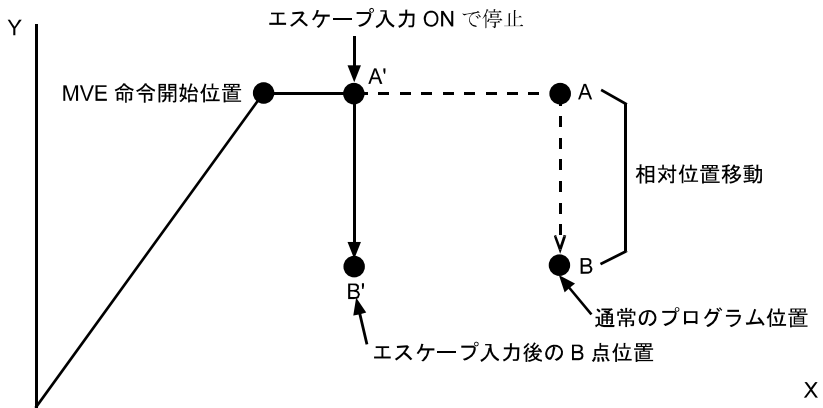 エスケープ入力 ON で停止
Y
A'
MVE 命令開始位置
A
相対位置移動
B
B'
通常のプログラム位置
エスケープ入力後の B 点位置
X